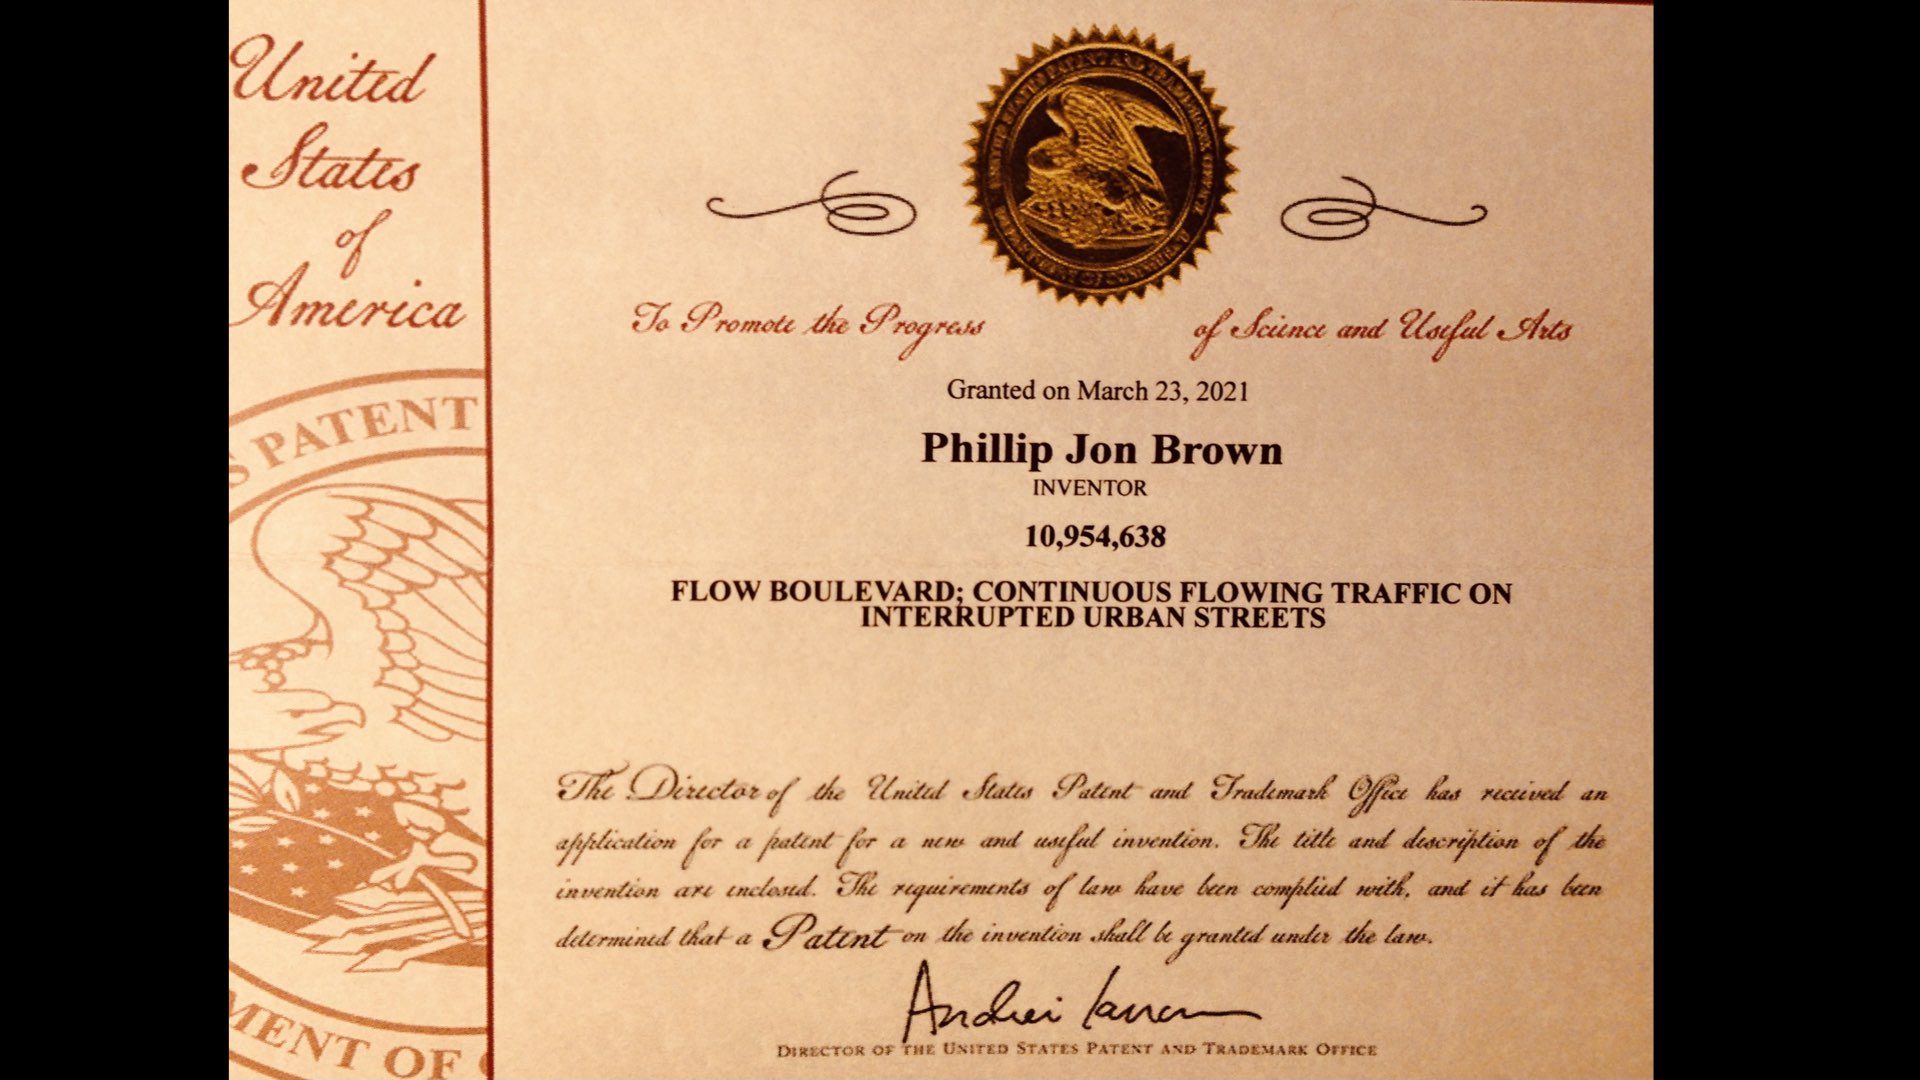 United
States
of
America
S PATENT
MENT OF
To Promote the Progress
of Science and Useful Arts
Granted on March 23, 2021
Phillip Jon Brown
INVENTOR
10,954,638
FLOW BOULEVARD; CONTINUOUS FLOWING TRAFFIC ON
INTERRUPTED URBAN STREETS
The Director of the United States Patent and Trademark Office has received an
application for a patent for a new and useful invention. The title and description of the
invention are enclosed. The requirements of law have been complied with, and it has been
determined that a Patent on the invention shall be granted under the law.
DIRECTOR OF THE UNITED STATES PATENT AND TRADEMARK OFFICE